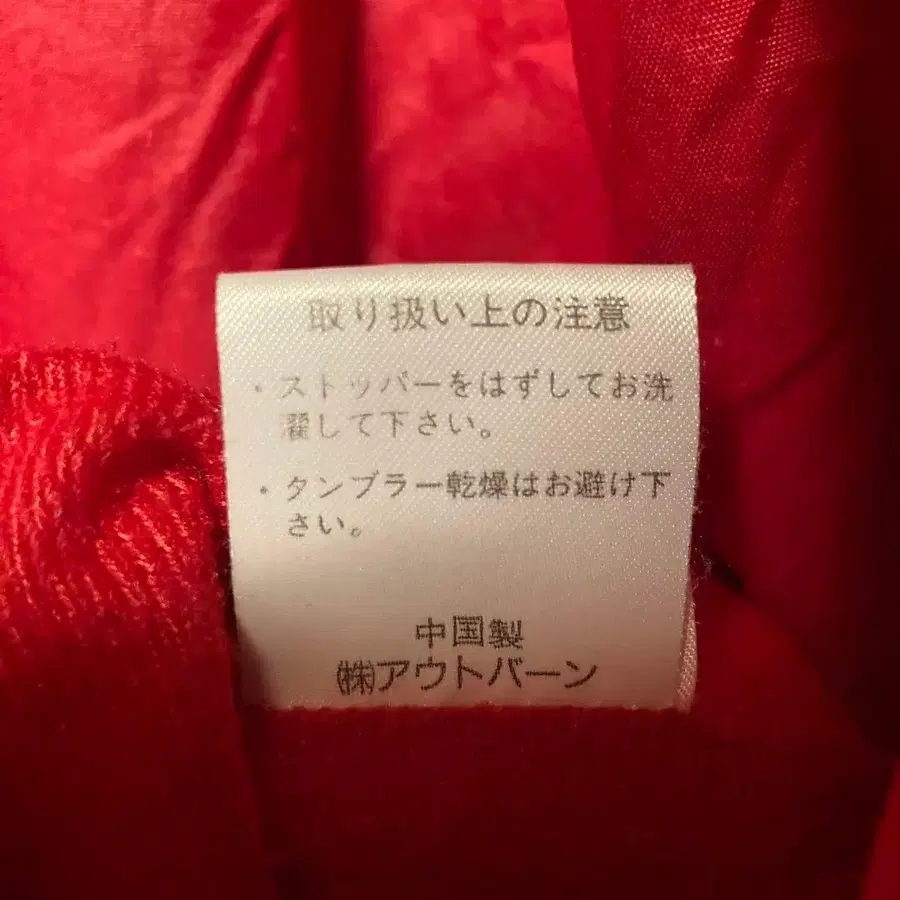 取り扱い上の注意
・ストッパーをはずしてお洗
濯して下さい。
・タンブラー乾燥はお避け下
さい。
中国製
㈱アウトバーン